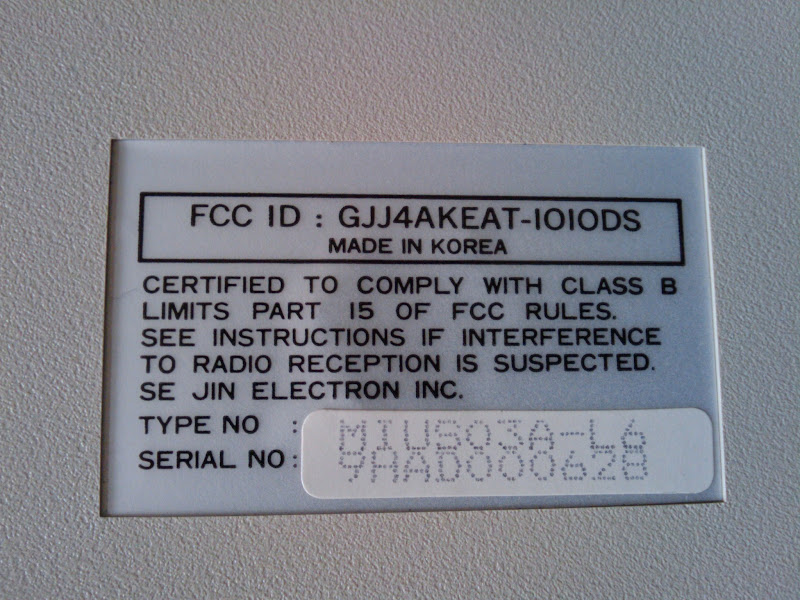 FCC ID : GJJ4AKEAT-1010DS
MADE IN KOREA
CERTIFIED TO COMPLY WITH CLASS B
LIMITS PART 15 OF FCC RULES.
SEE INSTRUCTIONS IF INTERFERENCE
TO RADIO RECEPTION IS SUSPECTED.
SE JIN ELECTRON INC.
TYPE NO : MIUS03A-L6
SERIAL NO: 9HAD000628